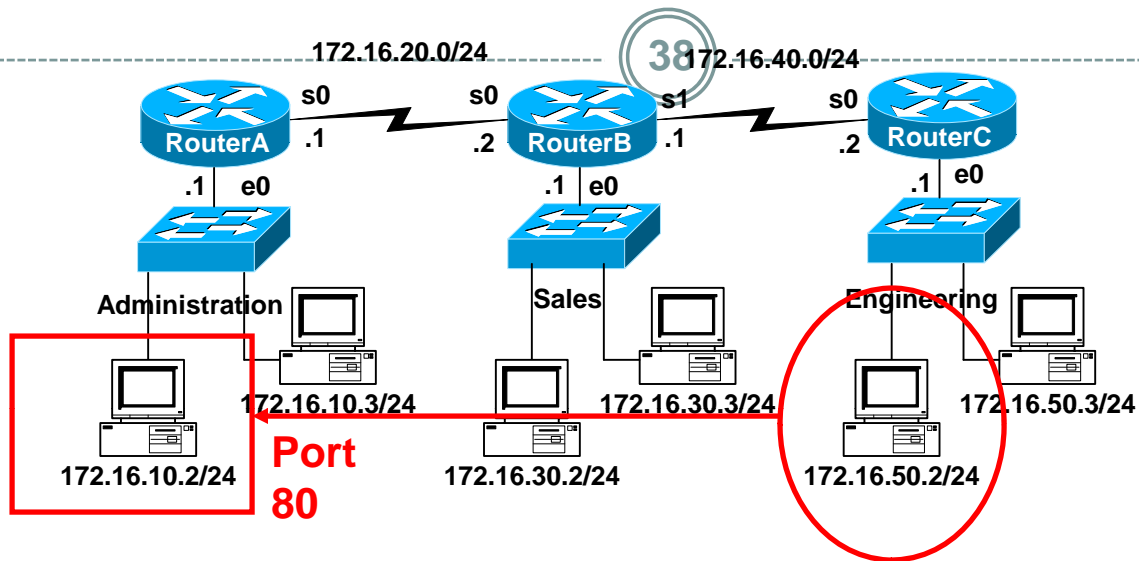 172.16.20.0/24
38
172.16.40.0/24
s0
s0
s1
s0
RouterA
RouterB
RouterC
.1
.2
.1
.2
.1
e0
.1
e0
.1
e0
Administration
Sales
Engineering
172.16.10.3/24
172.16.30.3/24
172.16.50.3/24
Port
80
172.16.10.2/24
172.16.30.2/24
172.16.50.2/24